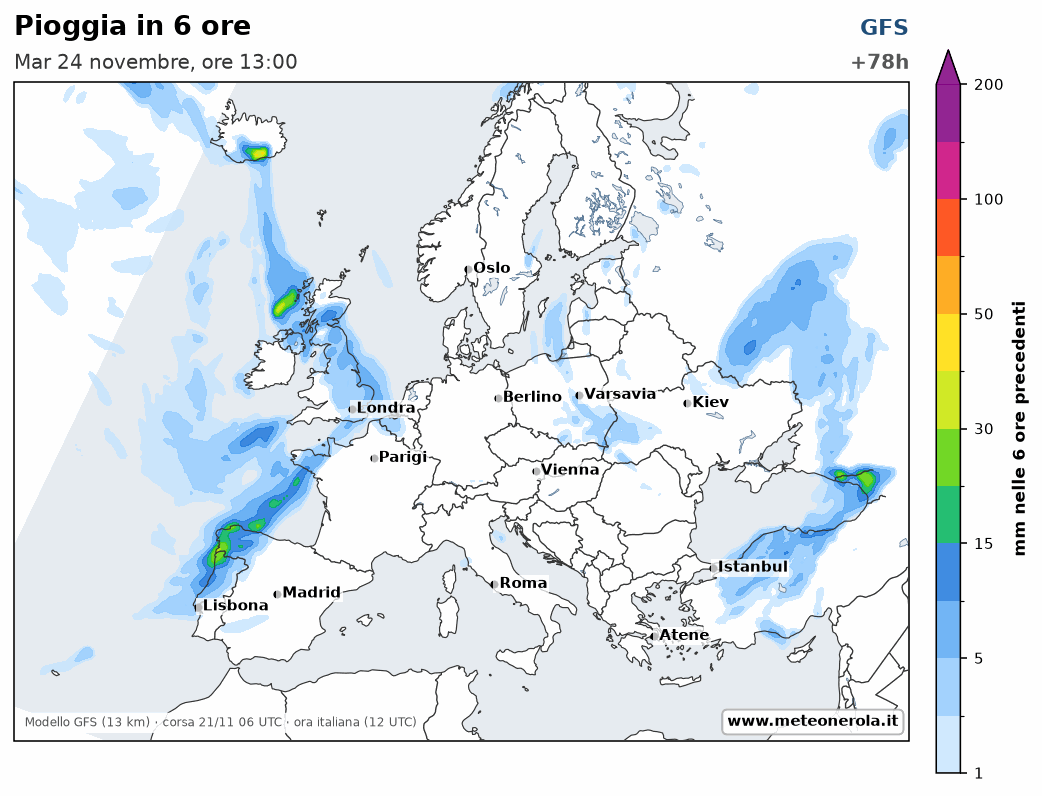 Pioggia in 6 ore
GFS
Mar 24 novembre, ore 13:00
+78h
200
100
50
30
15
5
1
mm nelle 6 ore precedenti
Oslo
Londra
Berlino
Varsavia
Kiev
Parigi
Vienna
Istanbul
Roma
Madrid
Lisbona
Atene
Modello GFS (13 km) · corsa 21/11 06 UTC · ora italiana (12 UTC)
www.meteonerola.it